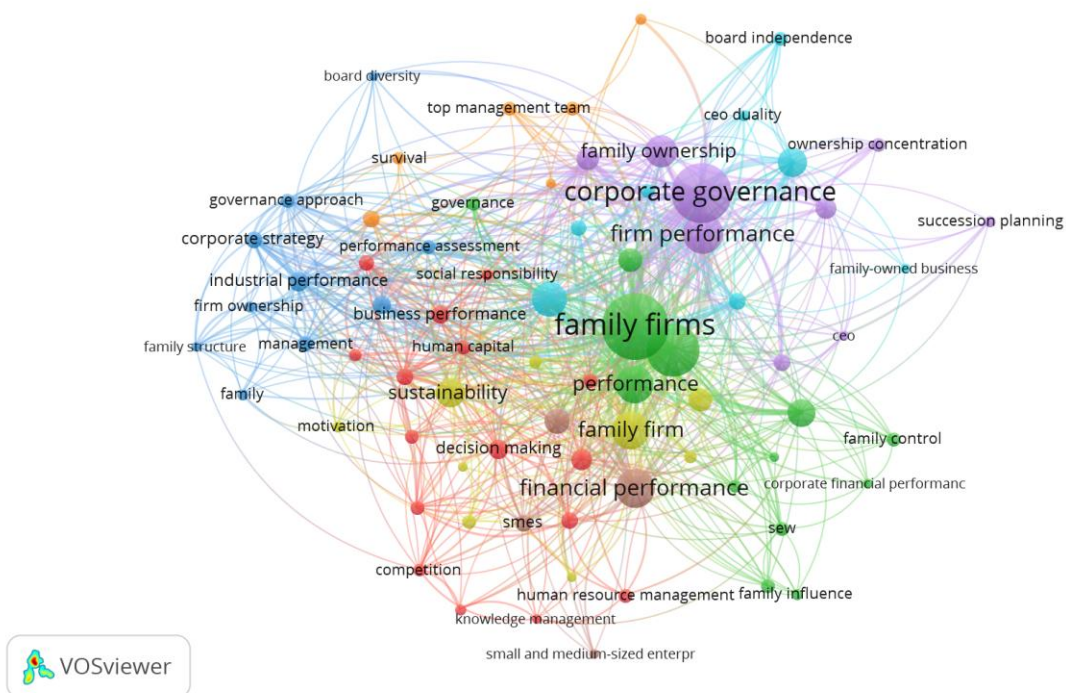 board independence
board diversity
top management team
ceo duality
family ownership
ownership concentration
survival
corporate governance
governance approach
governance
succession planning
firm performance
corporate strategy
performance assessment
family-owned business
social responsibility
industrial performance
firm ownership
business performance
family firms
ceo
family structure
management
human capital
performance
family
sustainability
motivation
family firm
family control
decision making
corporate financial performanc
financial performance
smes
sew
competition
human resource management
family influence
knowledge management
small and medium-sized enterpr
VOSviewer